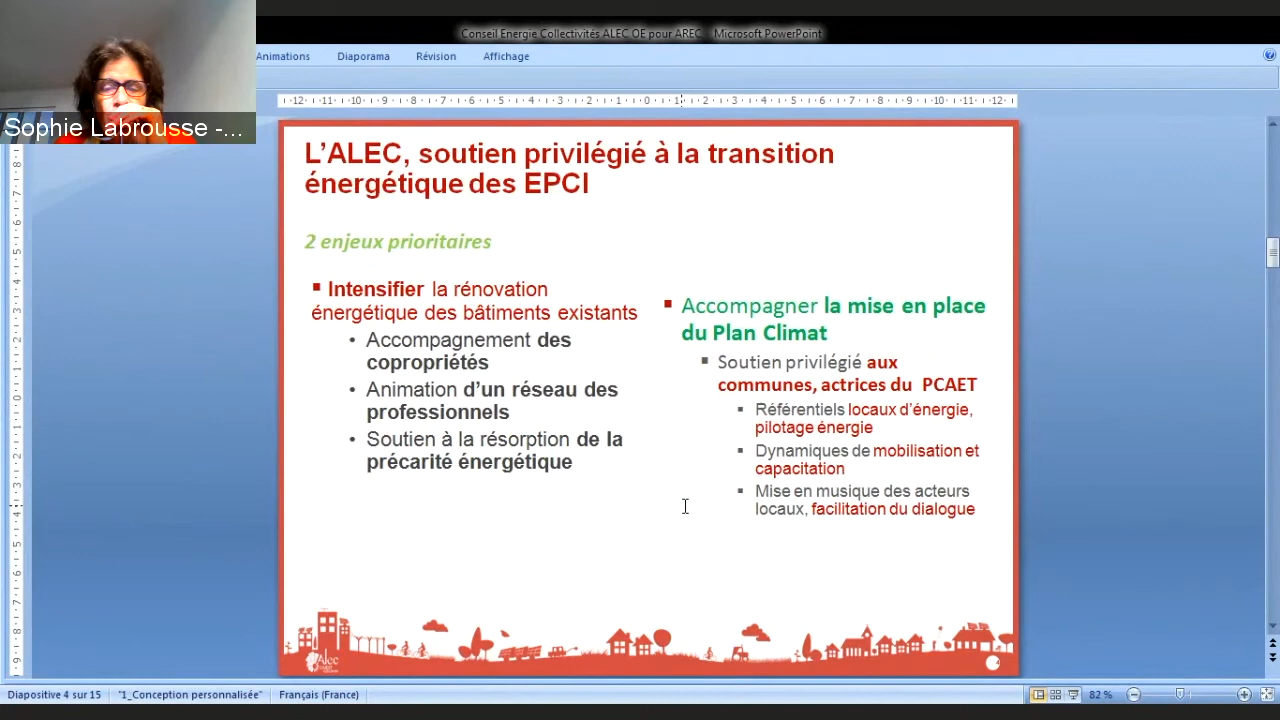 Conseil Energie Collectivités ALEC OE pour AREC - Microsoft PowerPoint
Animations Diaporama Révision Affichage
Sophie Labrousse -...
L’ALEC, soutien privilégié à la transition
énergétique des EPCI
2 enjeux prioritaires
Intensifier la rénovation
énergétique des bâtiments existants
• Accompagnement des
copropriétés
• Animation d’un réseau des
professionnels
• Soutien à la résorption de la
précarité énergétique
Accompagner la mise en place
du Plan Climat
Soutien privilégié aux
communes, actrices du PCAET
Référentiels locaux d’énergie,
pilotage énergie
Dynamiques de mobilisation et
capacitation
Mise en musique des acteurs
locaux, facilitation du dialogue
Alec
Diapositive 4 sur 15 "1_Conception personnalisée" Français (France) 82 %